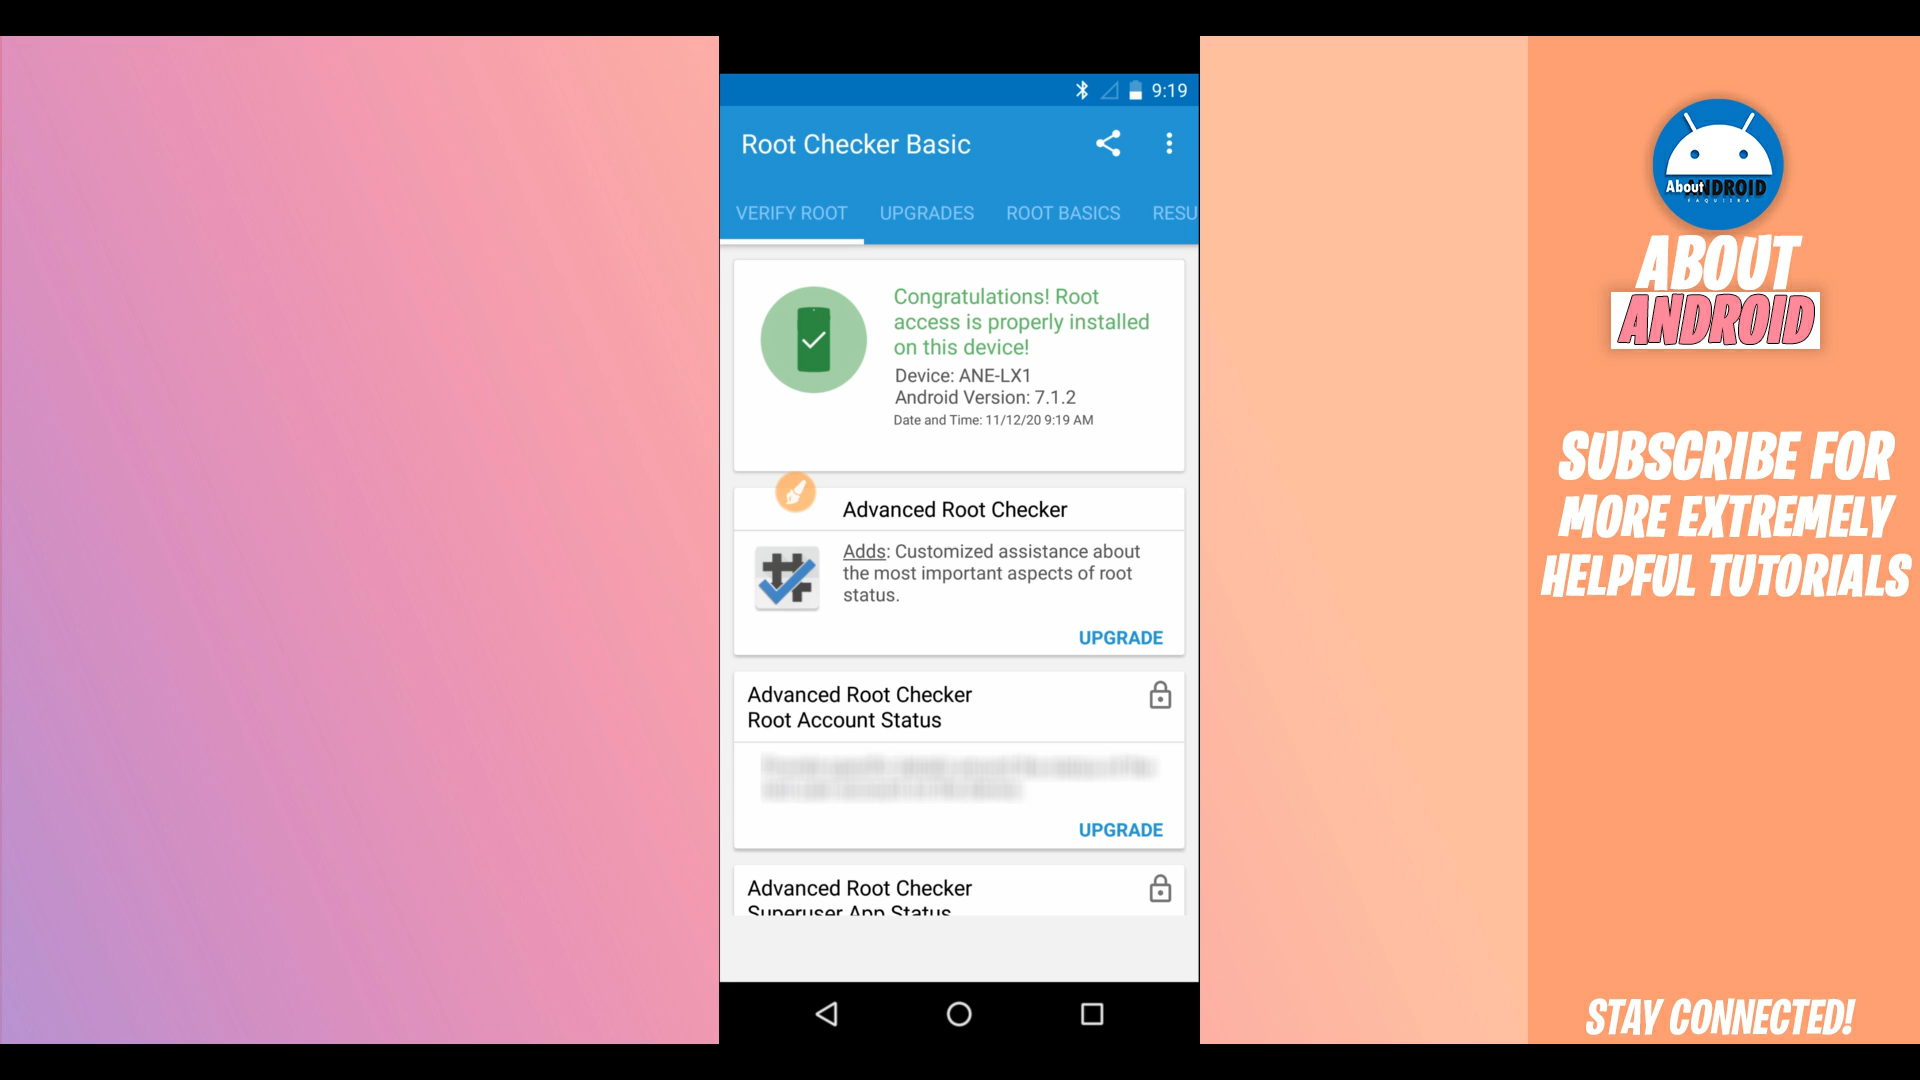 9:19
Root Checker Basic
VERIFY ROOT UPGRADES ROOT BASICS RESU
Congratulations! Root
access is properly installed
on this device!
Device: ANE-LX1
Android Version: 7.1.2
Date and Time: 11/12/20 9:19 AM
Advanced Root Checker
Adds: Customized assistance about
the most important aspects of root
status.
UPGRADE
Advanced Root Checker
Root Account Status
UPGRADE
Advanced Root Checker
Superuser App Status
About ANDROID
FAQUIIRA
ABOUT
ANDROID
SUBSCRIBE FOR
MORE EXTREMELY
HELPFUL TUTORIALS
STAY CONNECTED!